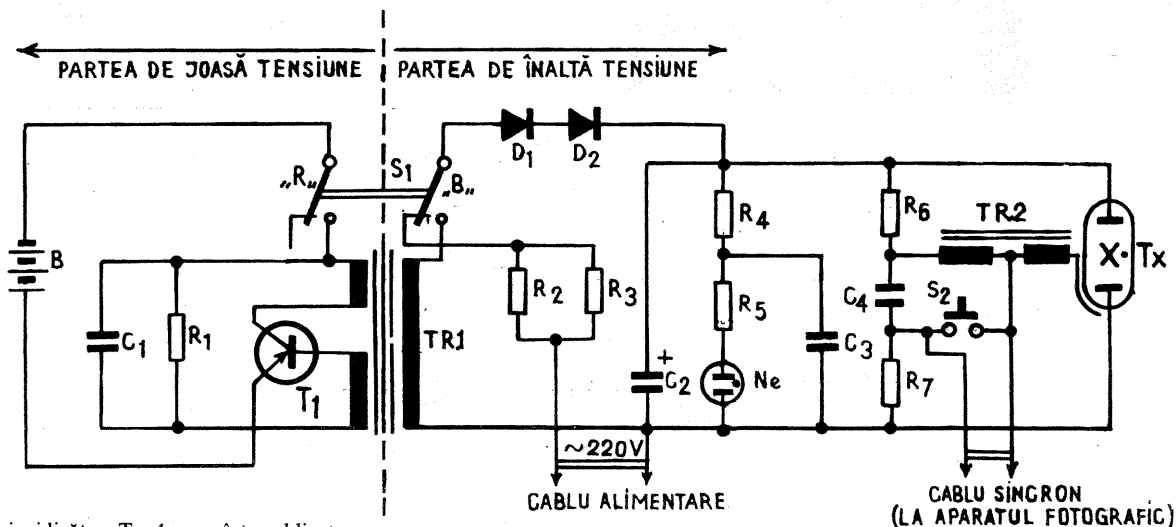 PARTEA DE JOASĂ TENSIUNE
PARTEA DE ÎNALTĂ TENSIUNE
D1
D2
„R„
S1
„B„
B
C1
R1
T1
TR1
R2
R3
+
C2
R4
R5
Ne
C3
R6
C4
R7
TR2
S2
X
Tx
~220V
CABLU ALIMENTARE
CABLU SINCRON
(LA APARATUL FOTOGRAFIC)